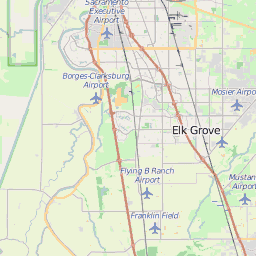 Sacramento
Executive
Airport
Borges-Clarksburg
Airport
Mosier Airport
Elk Grove
Flying B Ranch
Airport
Mustang
Airport
Franklin Field